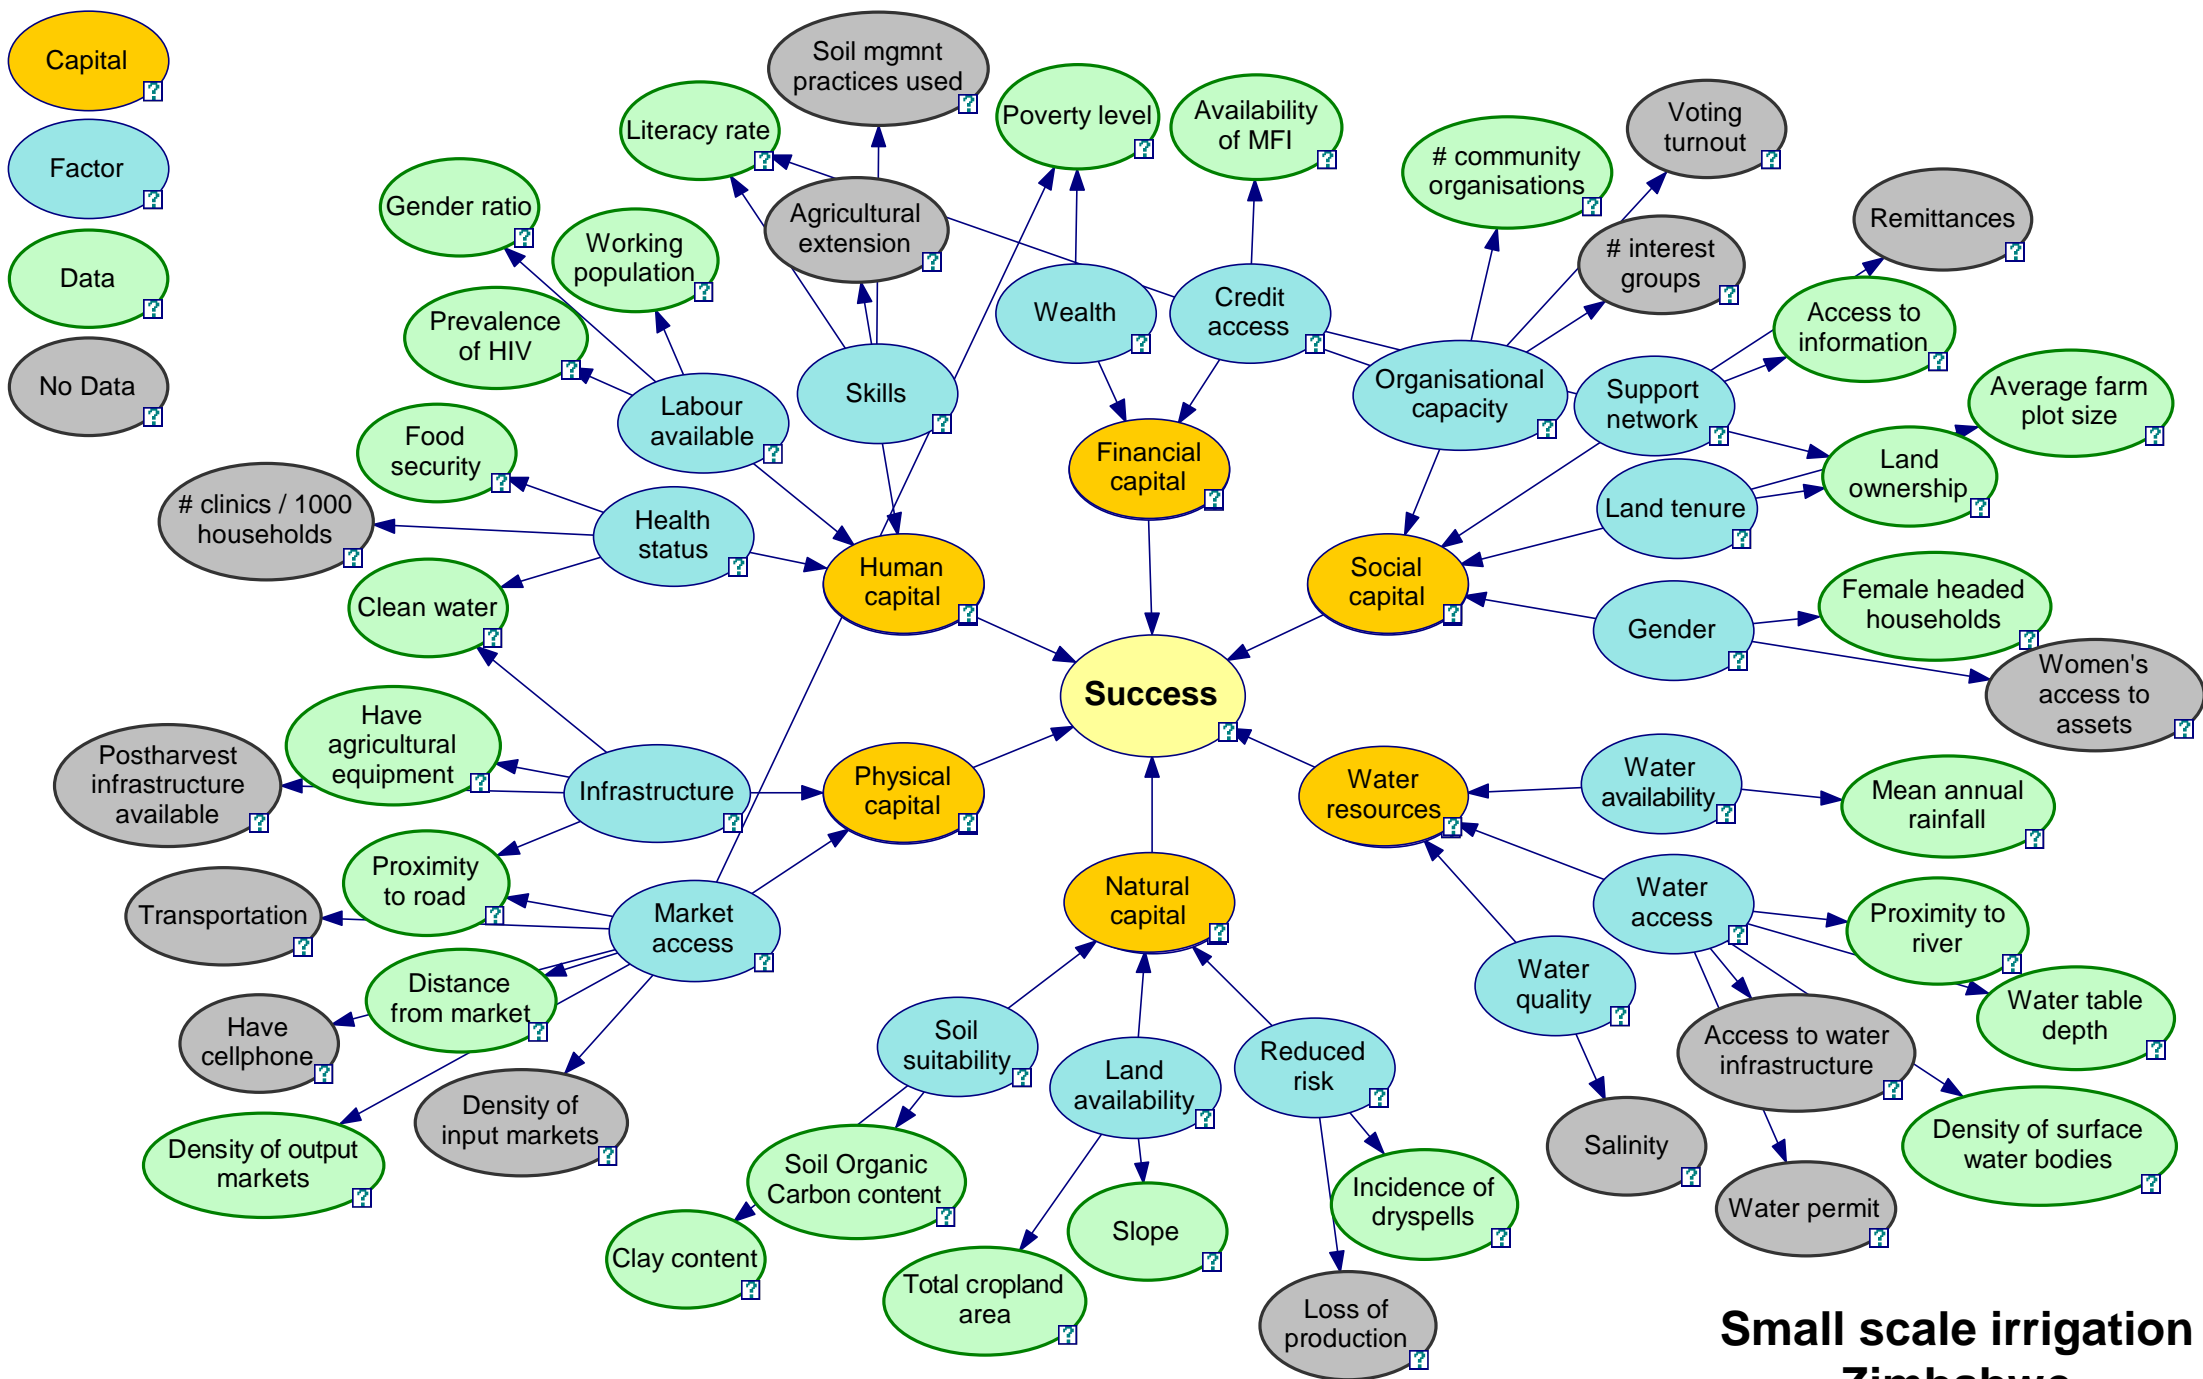 Capital
Factor
Data
No Data
Soil mgmnt
practices used
Literacy rate
Poverty level
Availability
of MFI
Voting
turnout
# community
organisations
Gender ratio
Agricultural
extension
Remittances
Working
population
# interest
groups
Prevalence
of HIV
Wealth
Credit
access
Access to
information
Labour
available
Skills
Organisational
capacity
Support
network
Average farm
plot size
Food
security
Financial
capital
Land
ownership
# clinics / 1000
households
Health
status
Land tenure
Clean water
Human
capital
Social
capital
Gender
Female headed
households
Women's
access to
assets
Success
Have
agricultural
equipment
Postharvest
infrastructure
available
Infrastructure
Physical
capital
Water
resources
Water
availability
Mean annual
rainfall
Proximity
to road
Transportation
Market
access
Natural
capital
Water
access
Proximity to
river
Water
quality
Distance
from market
Have
cellphone
Soil
suitability
Land
availability
Reduced
risk
Access to water
infrastructure
Water table
depth
Density of
input markets
Density of output
markets
Salinity
Density of surface
water bodies
Soil Organic
Carbon content
Incidence of
dryspells
Slope
Water permit
Clay content
Total cropland
area
Loss of
production
Small scale irrigation
Zimbabwe